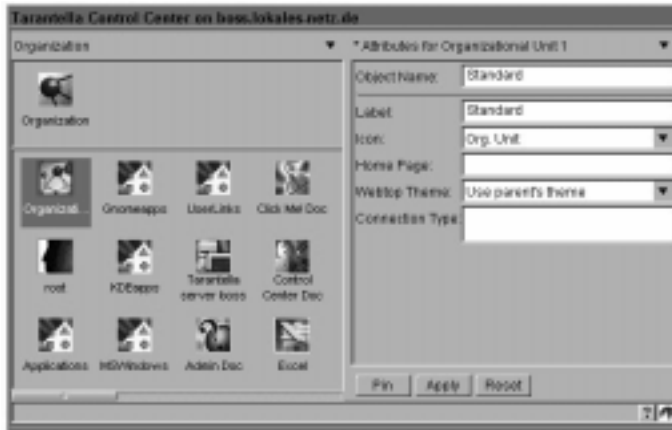 Tarantella Control Center on boss.lokales.netz.de
Organization
Organization
Organizati...
Gnomeapps
UserLinks
Click Me! Doc
root
KDEapps
Tarantella server boss
Control Center Doc
Applications
MSWindows
Admin Doc
Excel
* Attributes for Organizational Unit 1
Object Name: Standard
Label: Standard
Icon: Org. Unit
Home Page:
Webtop Theme: Use parent's theme
Connection Type:
Pin Apply Reset
?